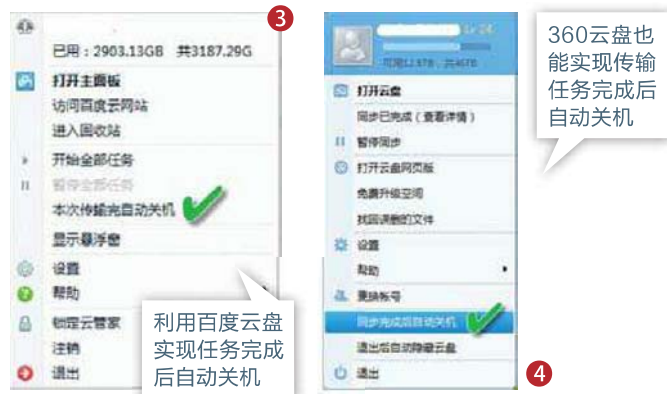 3
已用：2903.13GB 共3187.29G
打开主面板
访问百度云网站
进入回收站
开始全部任务
暂停全部任务
本次传输完自动关机
显示悬浮窗
设置
帮助
锁定云管家
注销
退出
利用百度云盘
实现任务完成
后自动关机
打开云盘
同步已完成（查看详情）
暂停同步
打开云盘网页版
免费升级空间
找回误删的文件
设置
帮助
更换帐号
同步完成后自动关机
退出后自动隐藏云盘
退出
4
360云盘也
能实现传输
任务完成后
自动关机